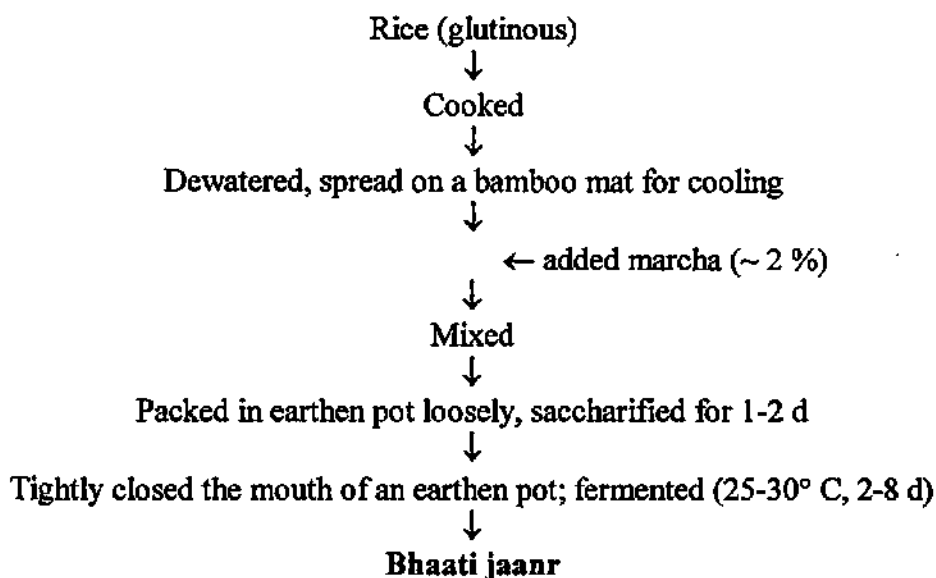 Rice (glutinous)
↓
Cooked
↓
Dewatered, spread on a bamboo mat for cooling
↓
← added marcha (~ 2 %)
↓
Mixed
↓
Packed in earthen pot loosely, saccharified for 1-2 d
↓
Tightly closed the mouth of an earthen pot; fermented (25-30° C, 2-8 d)
↓
Bhaati jaanr